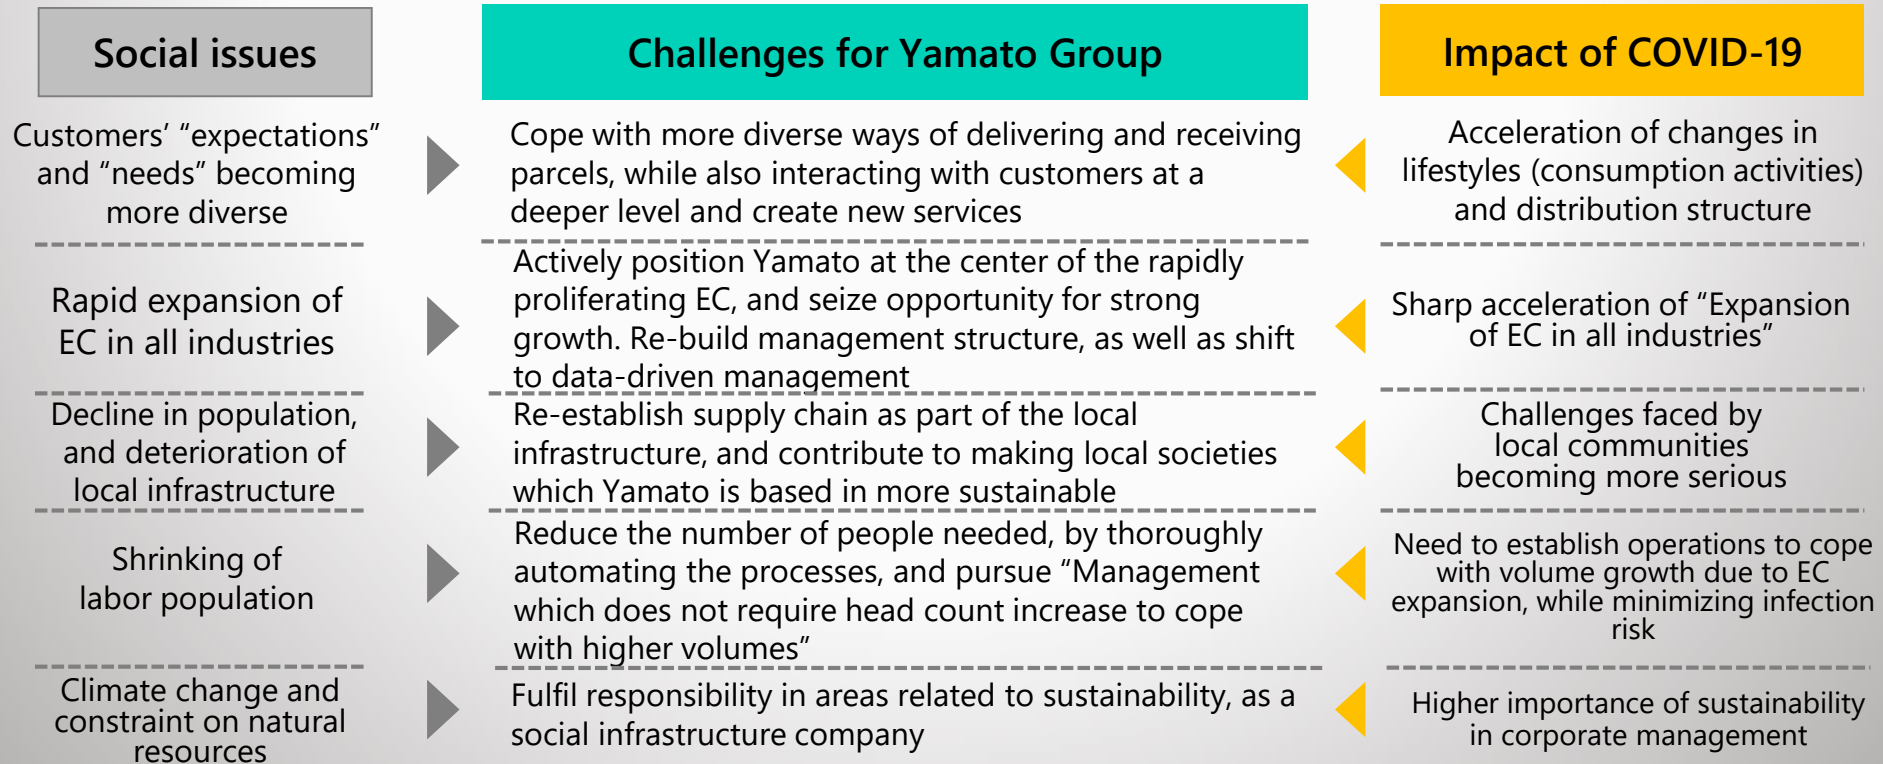 Social issues
Challenges for Yamato Group
Impact of COVID-19
Customers’ “expectations”
and “needs” becoming
more diverse
Cope with more diverse ways of delivering and receiving
parcels, while also interacting with customers at a
deeper level and create new services
Acceleration of changes in
lifestyles (consumption activities)
and distribution structure
Rapid expansion of
EC in all industries
Actively position Yamato at the center of the rapidly
proliferating EC, and seize opportunity for strong
growth. Re-build management structure, as well as shift
to data-driven management
Sharp acceleration of “Expansion
of EC in all industries”
Decline in population,
and deterioration of
local infrastructure
Re-establish supply chain as part of the local
infrastructure, and contribute to making local societies
which Yamato is based in more sustainable
Challenges faced by
local communities
becoming more serious
Shrinking of
labor population
Reduce the number of people needed, by thoroughly
automating the processes, and pursue “Management
which does not require head count increase to cope
with higher volumes”
Need to establish operations to cope
with volume growth due to EC
expansion, while minimizing infection
risk
Climate change and
constraint on natural
resources
Fulfil responsibility in areas related to sustainability, as a
social infrastructure company
Higher importance of sustainability
in corporate management